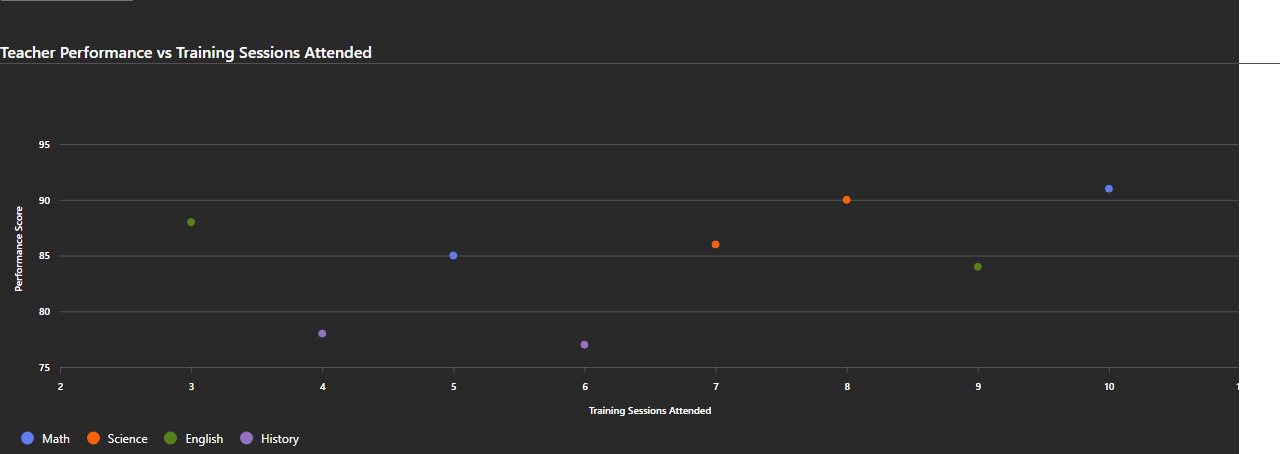 Teacher Performance vs Training Sessions Attended
95
90
85
80
75
Performance Score
2 3 4 5 6 7 8 9 10
Training Sessions Attended
Math Science English History